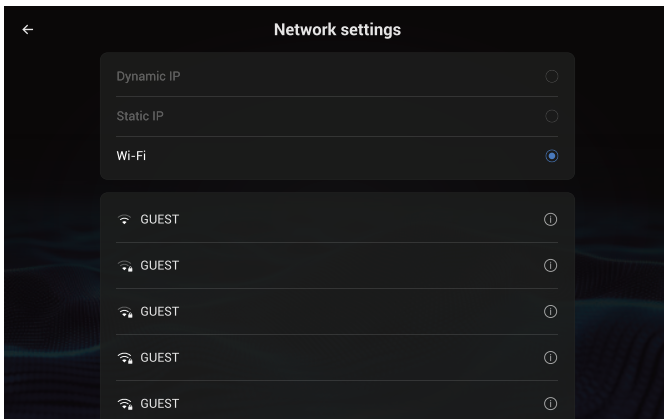 Network settings
Dynamic IP
Static IP
Wi-Fi
GUEST
GUEST
GUEST
GUEST
GUEST